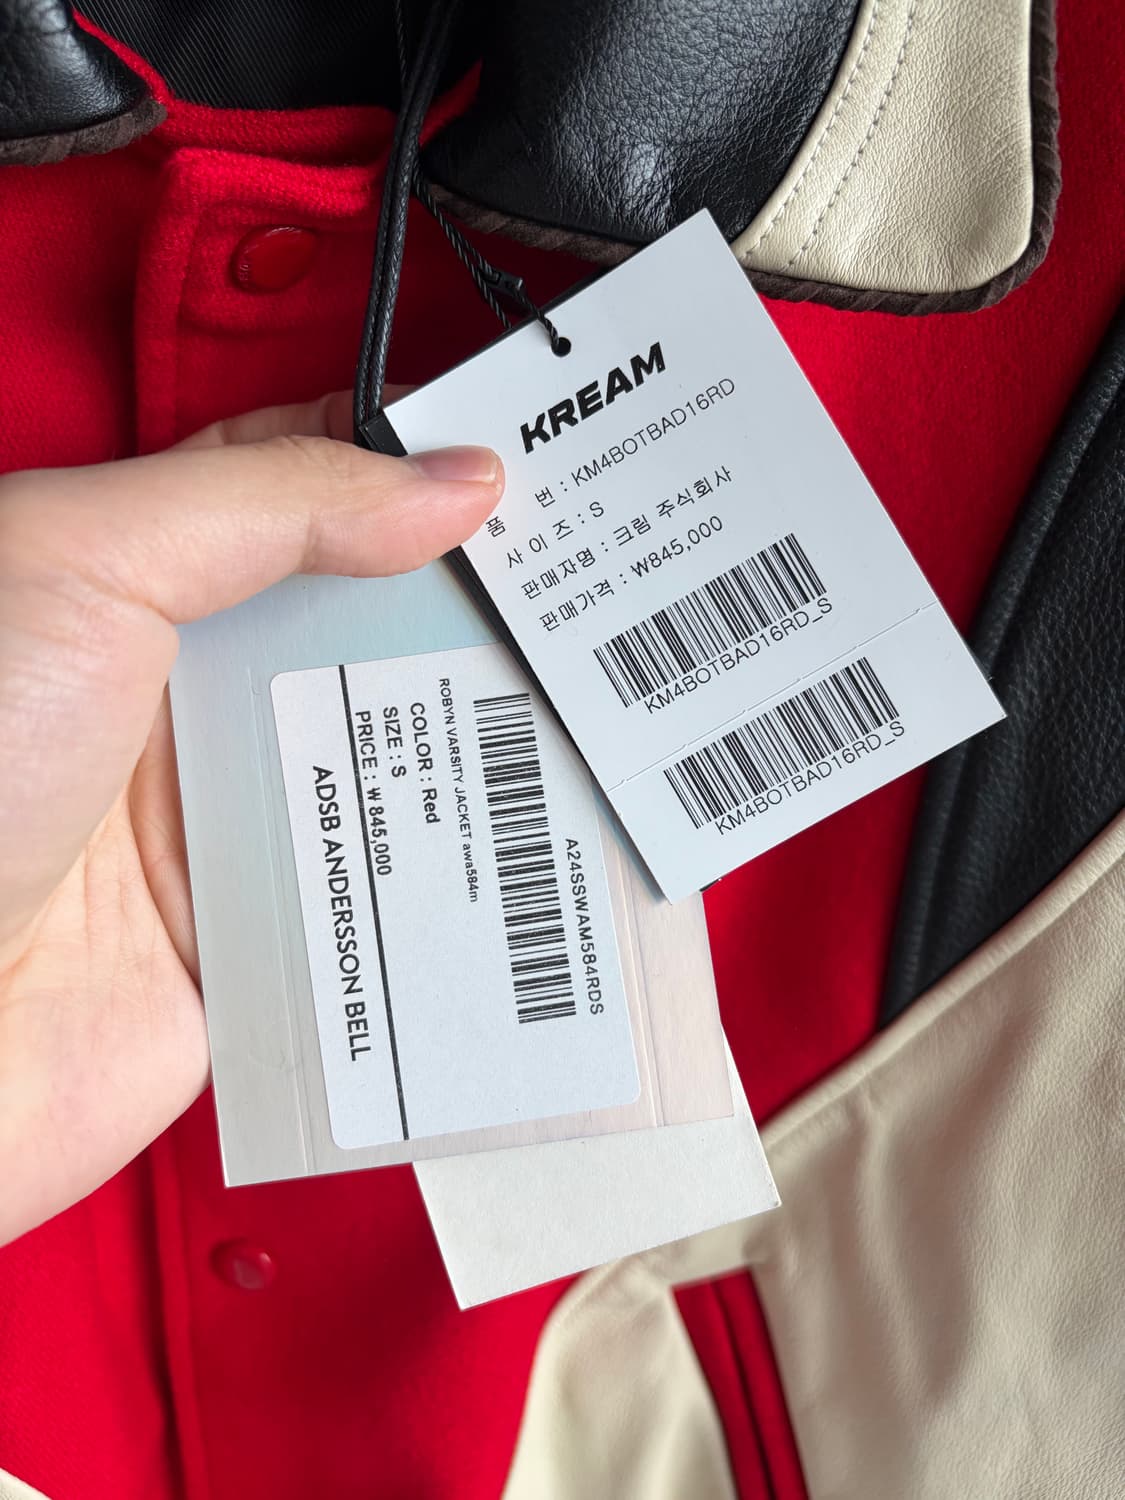 KREAM
품 번 : KM4BOTBAD16RD
사 이 즈 : S
판매자명 : 크림 주식회사
판매가격 : ₩845,000
KM4BOTBAD16RD_S
KM4BOTBAD16RD_S
A24SSWAM584RDS
ROBYN VARSITY JACKET awa584m
COLOR : Red
SIZE : S
PRICE : ₩ 845,000
ADSB ANDERSSON BELL